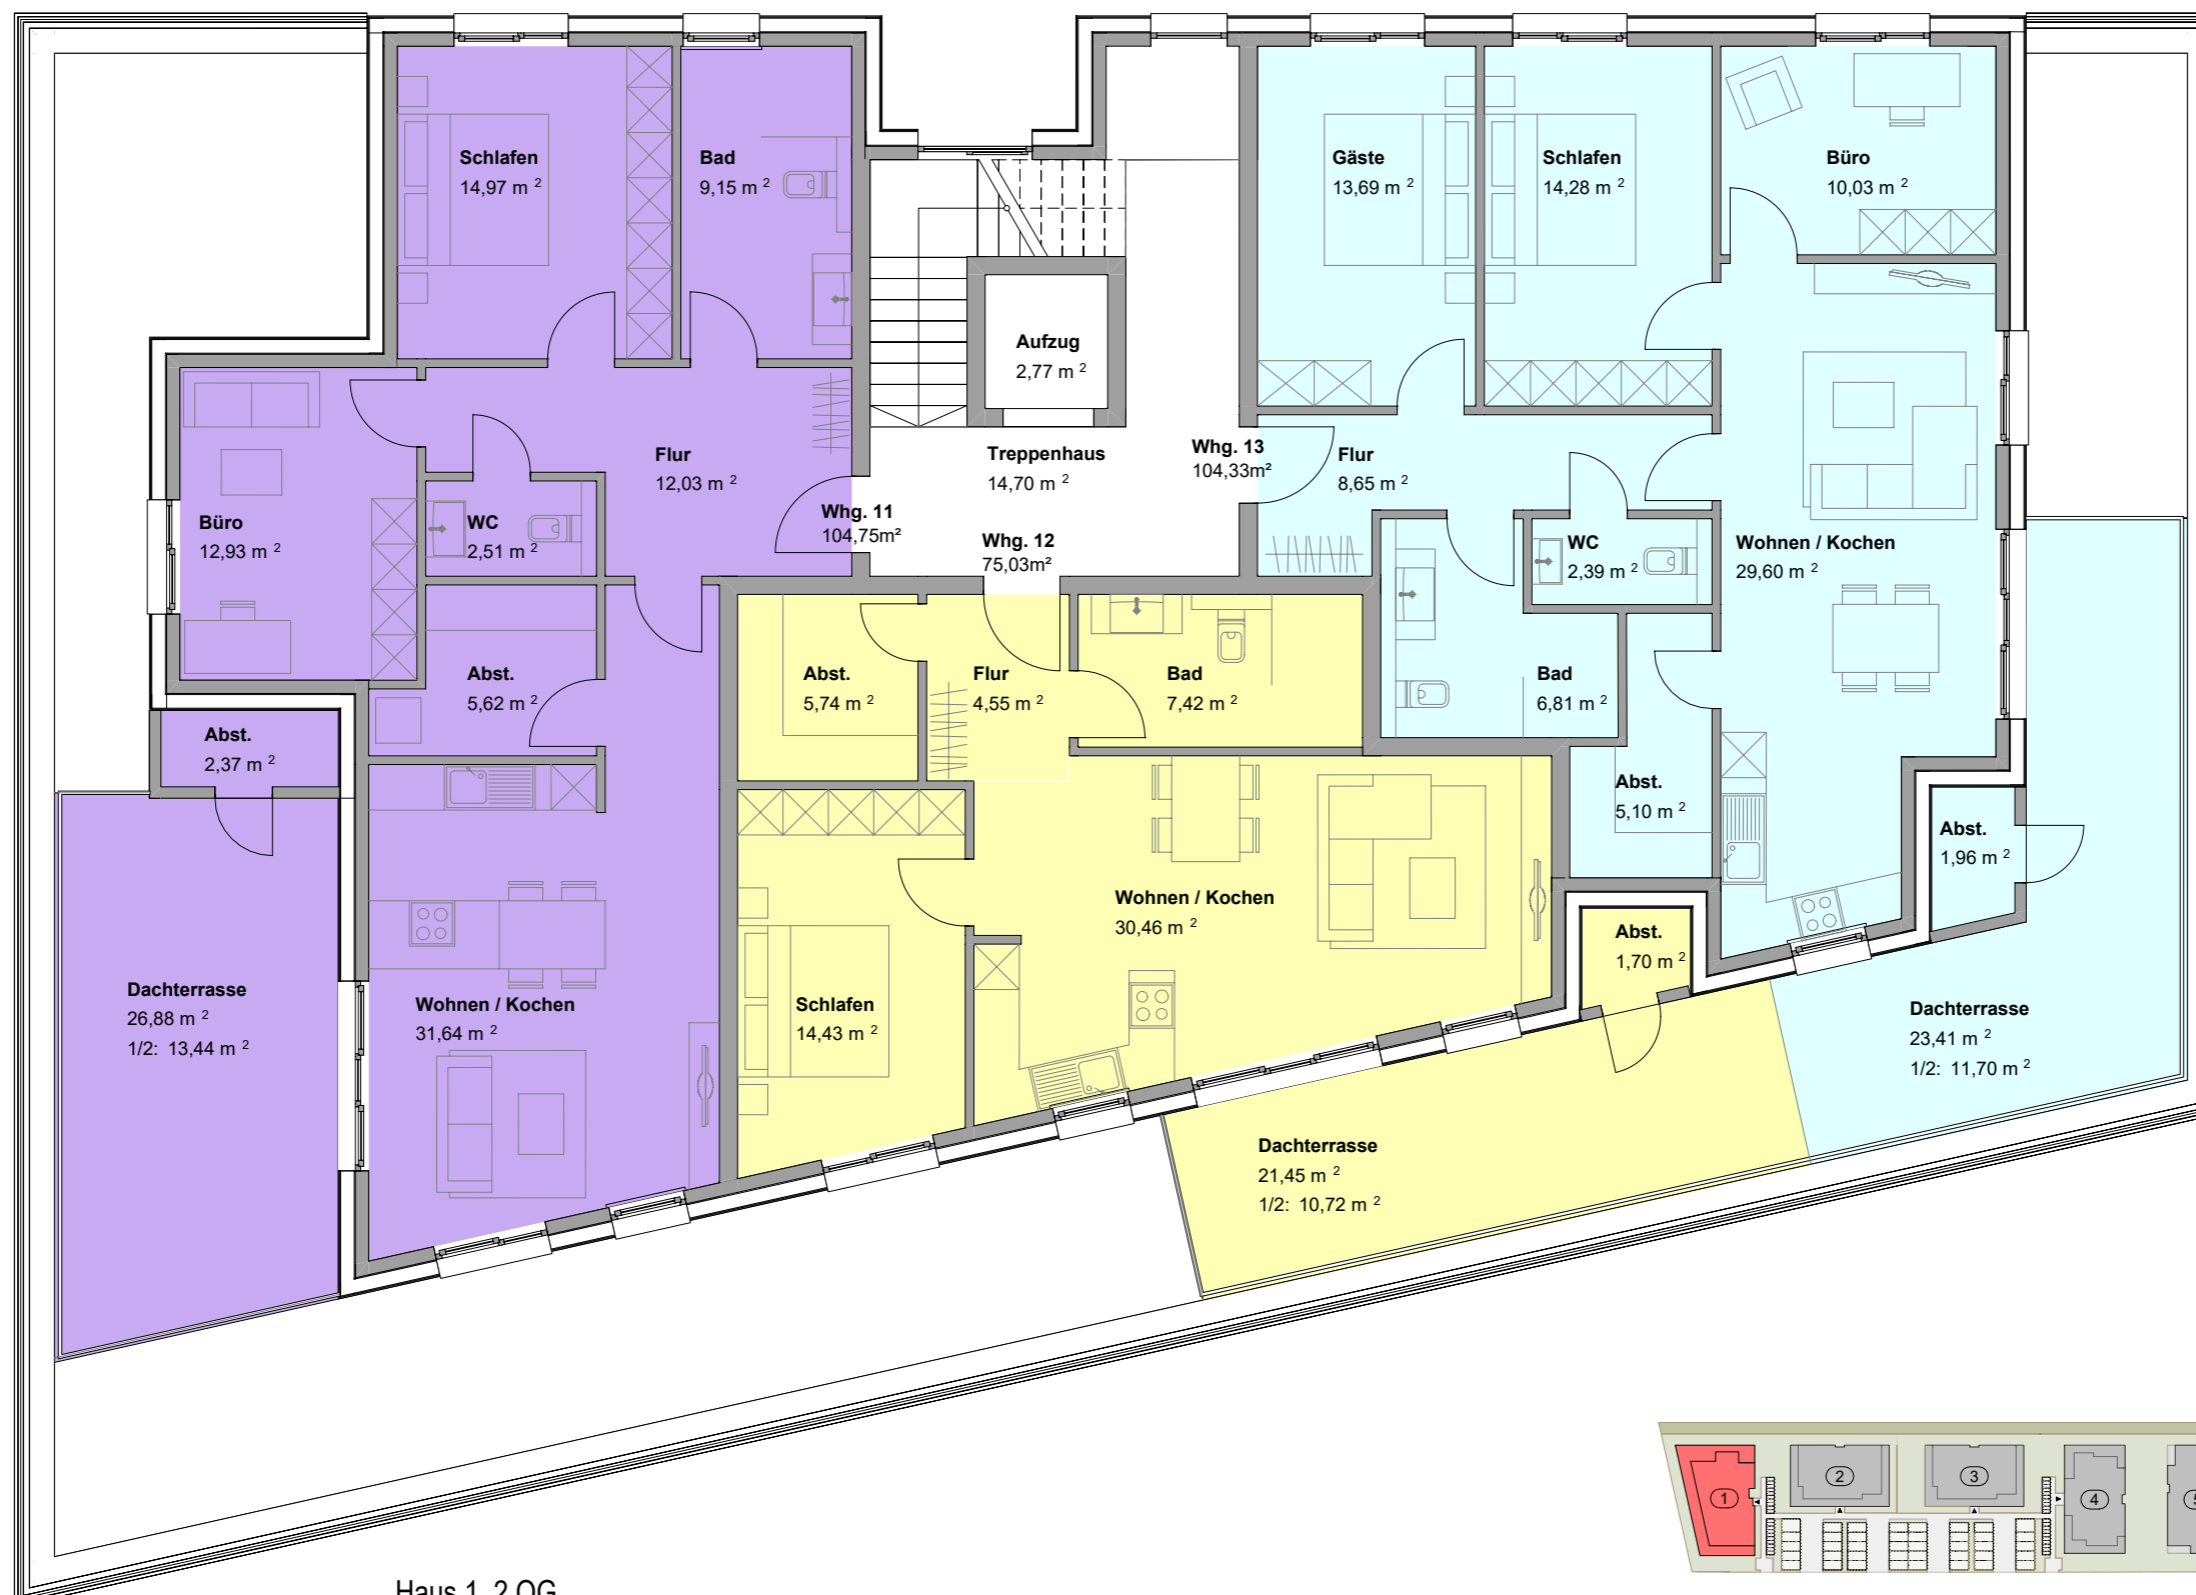 Schlafen
14,97 m ²
Bad
9,15 m ²
Gäste
13,69 m ²
Schlafen
14,28 m ²
Büro
10,03 m ²
Aufzug
2,77 m ²
Flur
12,03 m ²
Treppenhaus
14,70 m ²
Whg. 13
104,33m²
Flur
8,65 m ²
Büro
12,93 m ²
WC
2,51 m ²
Whg. 11
104,75m²
Whg. 12
75,03m²
WC
2,39 m ²
Wohnen / Kochen
29,60 m ²
Abst.
5,62 m ²
Abst.
5,74 m ²
Flur
4,55 m ²
Bad
7,42 m ²
Bad
6,81 m ²
Abst.
2,37 m ²
Abst.
5,10 m ²
Abst.
1,96 m ²
Wohnen / Kochen
30,46 m ²
Abst.
1,70 m ²
Dachterrasse
26,88 m ²
1/2: 13,44 m ²
Wohnen / Kochen
31,64 m ²
Schlafen
14,43 m ²
Dachterrasse
23,41 m ²
1/2: 11,70 m ²
Dachterrasse
21,45 m ²
1/2: 10,72 m ²
1
2
3
4
Haus 1, 2.OG